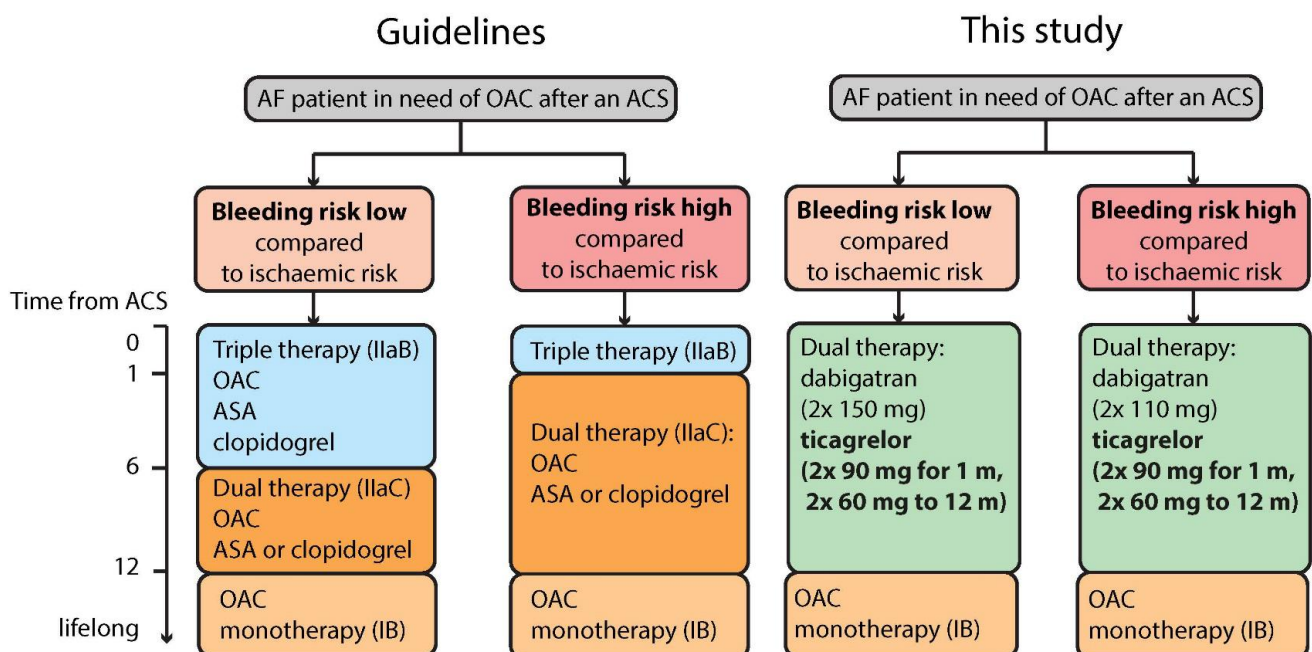 Guidelines
This study
AF patient in need of OAC after an ACS
AF patient in need of OAC after an ACS
Bleeding risk low
compared
to ischaemic risk
Bleeding risk high
compared
to ischaemic risk
Bleeding risk low
compared
to ischaemic risk
Bleeding risk high
compared
to ischaemic risk
Time from ACS
0
1
6
12
lifelong
Triple therapy (IIaB)
OAC
ASA
clopidogrel
Dual therapy (IIaC)
OAC
ASA or clopidogrel
OAC
monotherapy (IB)
Triple therapy (IIaB)
Dual therapy (IIaC):
OAC
ASA or clopidogrel
OAC
monotherapy (IB)
Dual therapy:
dabigatran
(2x 150 mg)
ticagrelor
(2x 90 mg for 1 m,
2x 60 mg to 12 m)
OAC
monotherapy (IB)
Dual therapy:
dabigatran
(2x 110 mg)
ticagrelor
(2x 90 mg for 1 m,
2x 60 mg to 12 m)
OAC
monotherapy (IB)